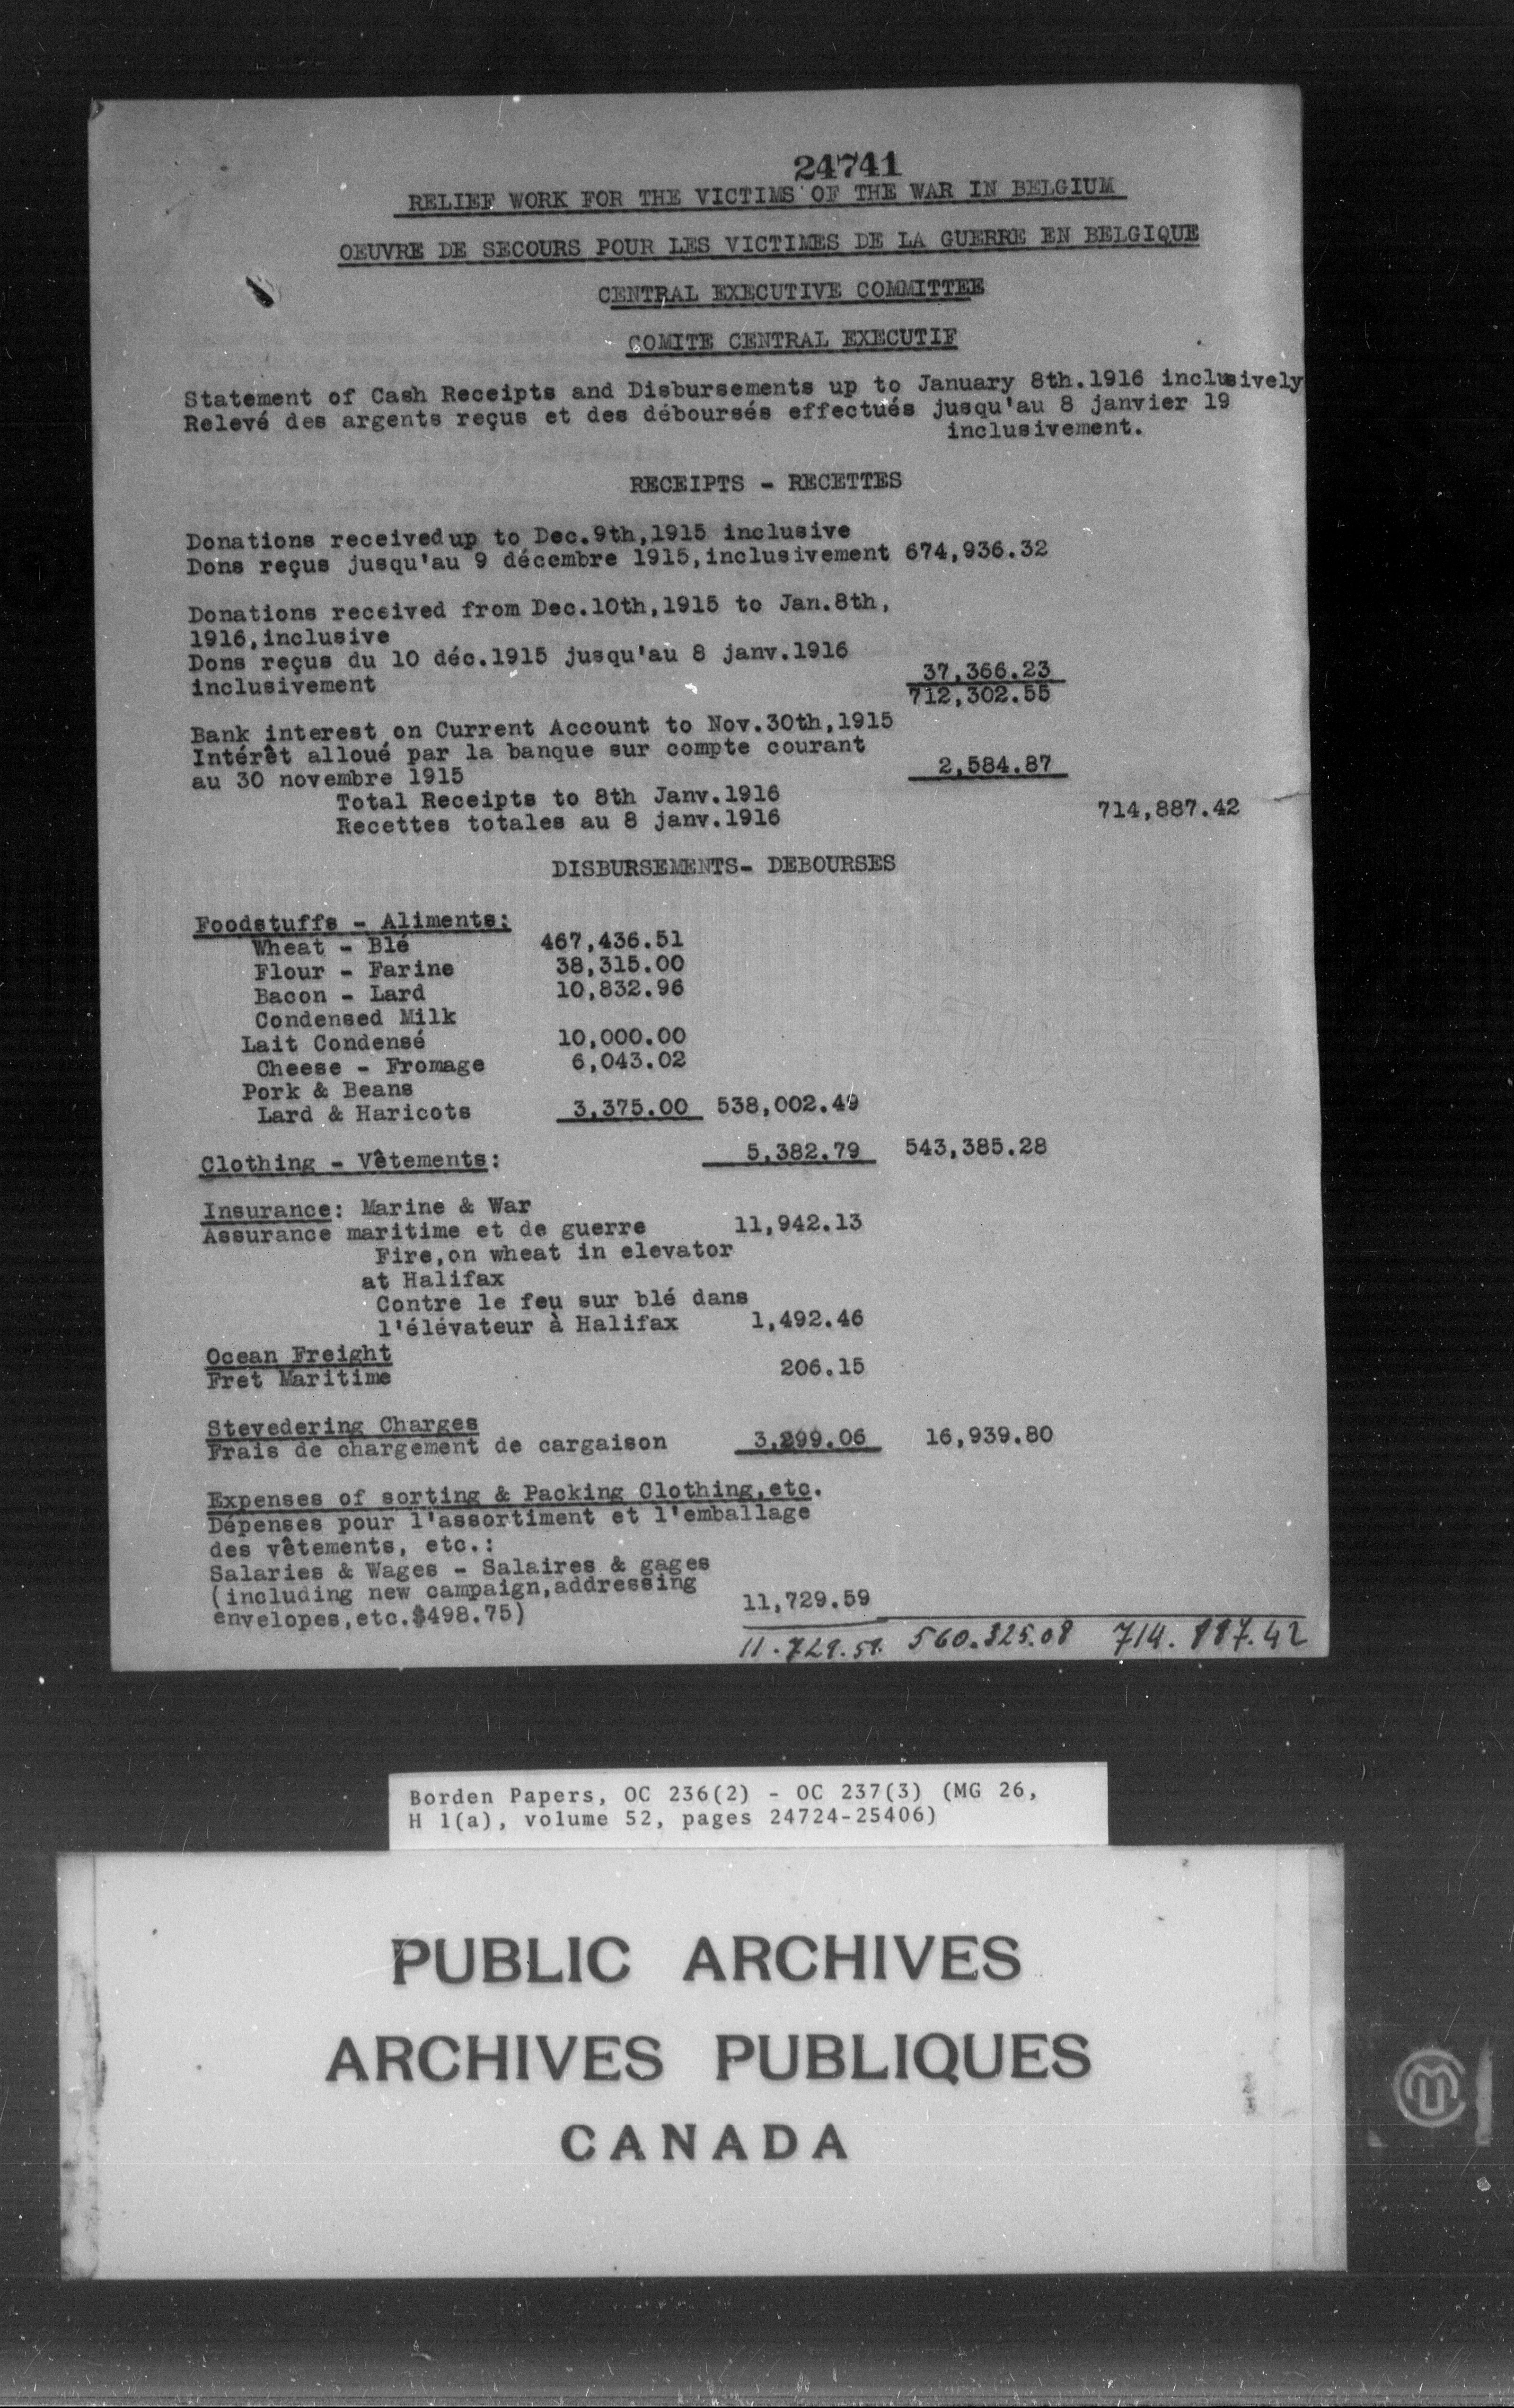 24741
RELIEF WORK FOR THE VICTIMS OF THE WAR IN BELGIUM
OEUVRE DE SECOURS POUR LES VICTIMES DE LA GUERRE EN BELGIQUE
CENTRAL EXECUTIVE COMMITTEE
COMITE CENTRAL EXECUTIF
Statement of Cash Receipts and Disbursements up to January 8th.1916 inclusively
Relevé des argents reçus et des déboursés effectués jusqu'au 8 janvier 19
inclusivement.
RECEIPTS - RECETTES
Donations received up to Dec.9th,1915 inclusive
Dons reçus jusqu'au 9 décembre 1915,inclusivement 674,936.32
Donations received from Dec.10th,1915 to Jan.8th,
1916,inclusive
Dons reçus du 10 déc.1915 jusqu'au 8 janv.1916
inclusivement 37,366.23
712,302.55
Bank interest on Current Account to Nov.30th,1915
Intérêt alloué par la banque sur compte courant
au 30 novembre 1915 2,584.87
Total Receipts to 8th Janv.1916
Recettes totales au 8 janv.1916 714,887.42
DISBURSEMENTS- DEBOURSES
Foodstuffs - Aliments:
Wheat - Blé 467,436.51
Flour - Farine 38,315.00
Bacon - Lard 10,832.96
Condensed Milk
Lait Condensé 10,000.00
Cheese - Fromage 6,043.02
Pork & Beans
Lard & Haricots 3,375.00 538,002.49
Clothing - Vêtements: 5,382.79 543,385.28
Insurance: Marine & War
Assurance maritime et de guerre 11,942.13
Fire,on wheat in elevator
at Halifax
Contre le feu sur blé dans
l'élévateur à Halifax 1,492.46
Ocean Freight
Fret Maritime 206.15
Stevedering Charges
Frais de chargement de cargaison 3,299.06 16,939.80
Expenses of sorting & Packing Clothing,etc.
Dépenses pour l'assortiment et l'emballage
des vêtements, etc.:
Salaries & Wages - Salaires & gages
(including new campaign,addressing
envelopes,etc.$498.75) 11,729.59
11.729.59. 560.325.08 714.887.42
Borden Papers, OC 236(2) - OC 237(3) (MG 26,
H 1(a), volume 52, pages 24724-25406)
PUBLIC ARCHIVES
ARCHIVES PUBLIQUES
CANADA